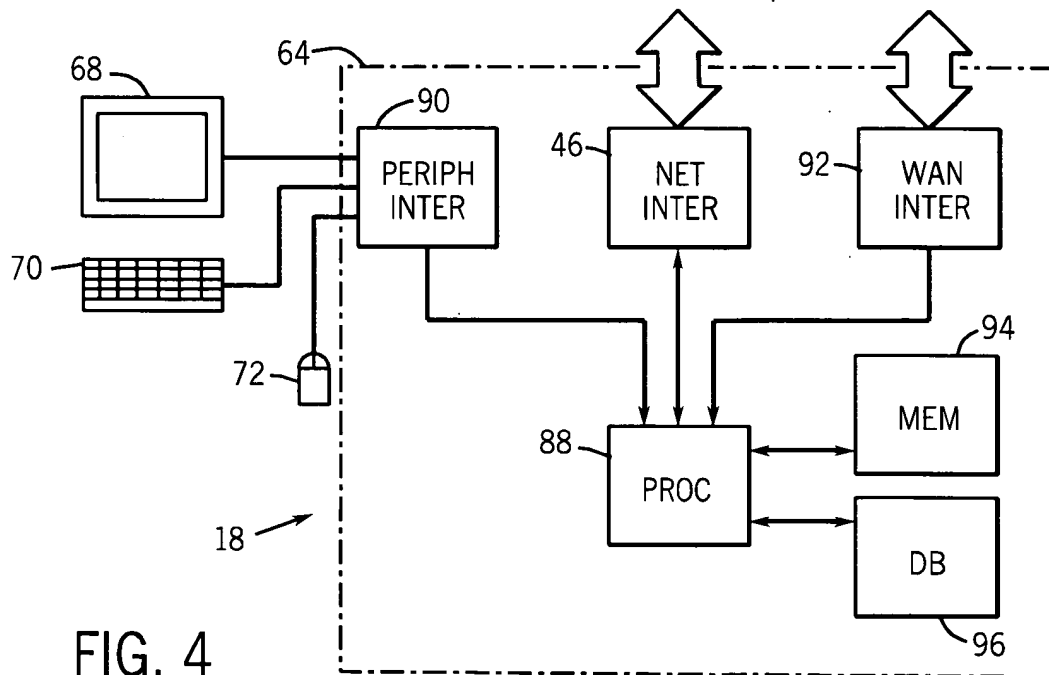 68
64
90
PERIPH
INTER
46
NET
INTER
92
WAN
INTER
70
72
94
MEM
88
PROC
18
DB
96
FIG. 4